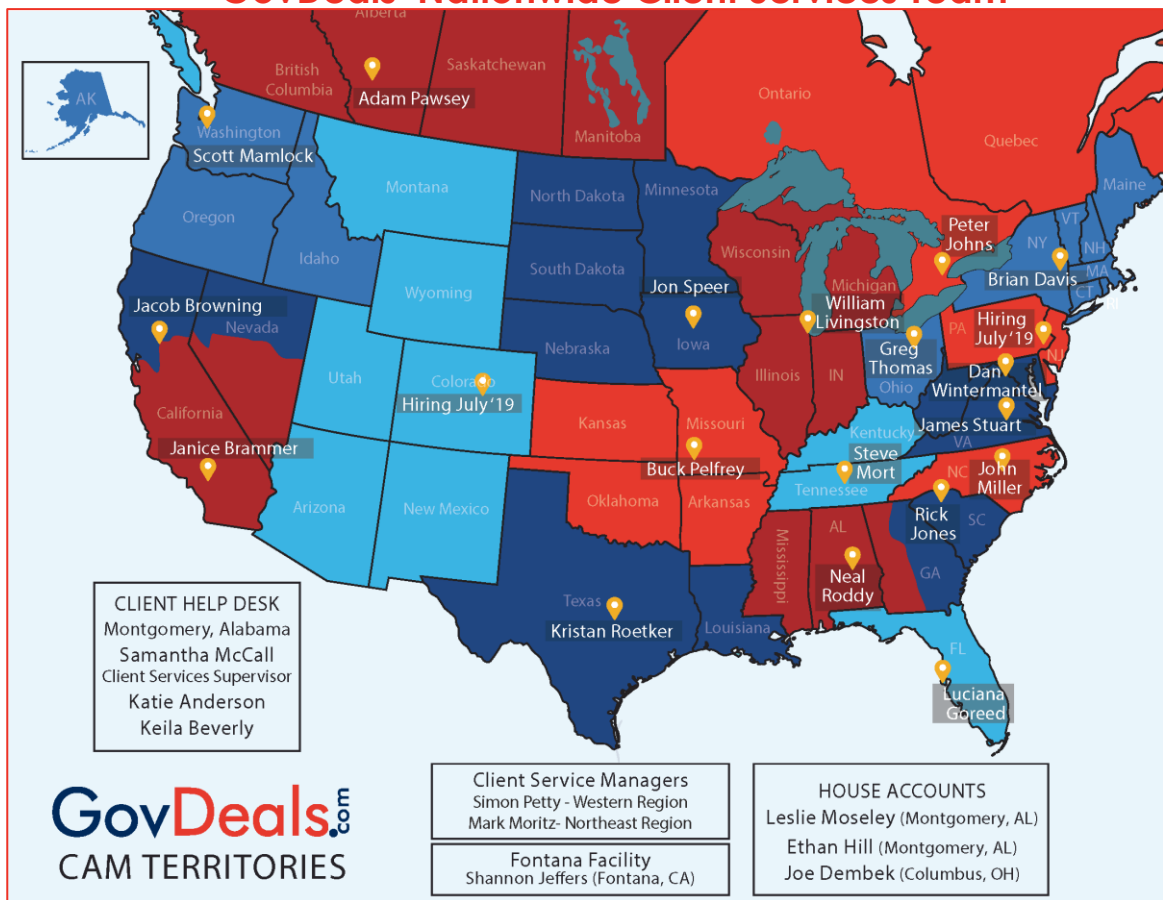 GovDeals' Nationwide Client Services Team
Alberta
British
Columbia
Saskatchewan
Manitoba
Ontario
Quebec
Adam Pawsey
AK
Washington
Scott Mamlock
Oregon
Idaho
Montana
Wyoming
North Dakota
South Dakota
Nebraska
Minnesota
Jon Speer
Iowa
Wisconsin
Michigan
William
Livingston
Illinois
IN
Peter
Johns
Greg
Thomas
Ohio
Maine
VT
NH
NY
MA
CT
RI
Brian Davis
PA
Hiring
July '19
NJ
Dan
Wintermantel
James Stuart
VA
Jacob Browning
Nevada
California
Janice Brammer
Utah
Colorado
Hiring July '19
Arizona
New Mexico
Kansas
Missouri
Buck Pelfrey
Oklahoma
Arkansas
Kentucky
Steve
Mort
Tennessee
NC
John
Miller
Rick
Jones
SC
GA
Mississippi
AL
Neal
Roddy
Texas
Kristan Roetker
Louisiana
FL
Luciana
Goreed
CLIENT HELP DESK
Montgomery, Alabama
Samantha McCall
Client Services Supervisor
Katie Anderson
Keila Beverly
GovDeals.com
CAM TERRITORIES
Client Service Managers
Simon Petty - Western Region
Mark Moritz- Northeast Region
Fontana Facility
Shannon Jeffers (Fontana, CA)
HOUSE ACCOUNTS
Leslie Moseley (Montgomery, AL)
Ethan Hill (Montgomery, AL)
Joe Dembek (Columbus, OH)